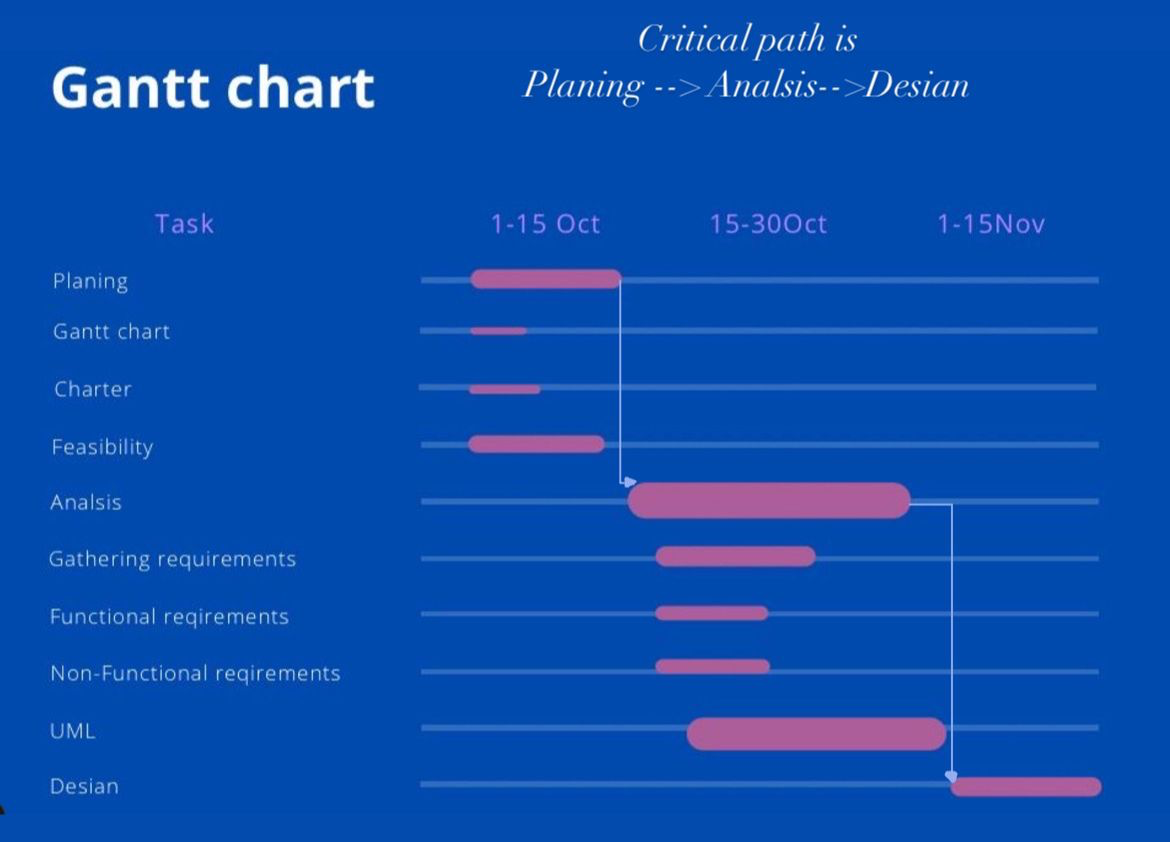 Critical path is
Planing --> Analsis-->Desian
Gantt chart
Task 1-15 Oct 15-30Oct 1-15Nov
Planing
Gantt chart
Charter
Feasibility
Analsis
Gathering requirements
Functional reqirements
Non-Functional reqirements
UML
Desian